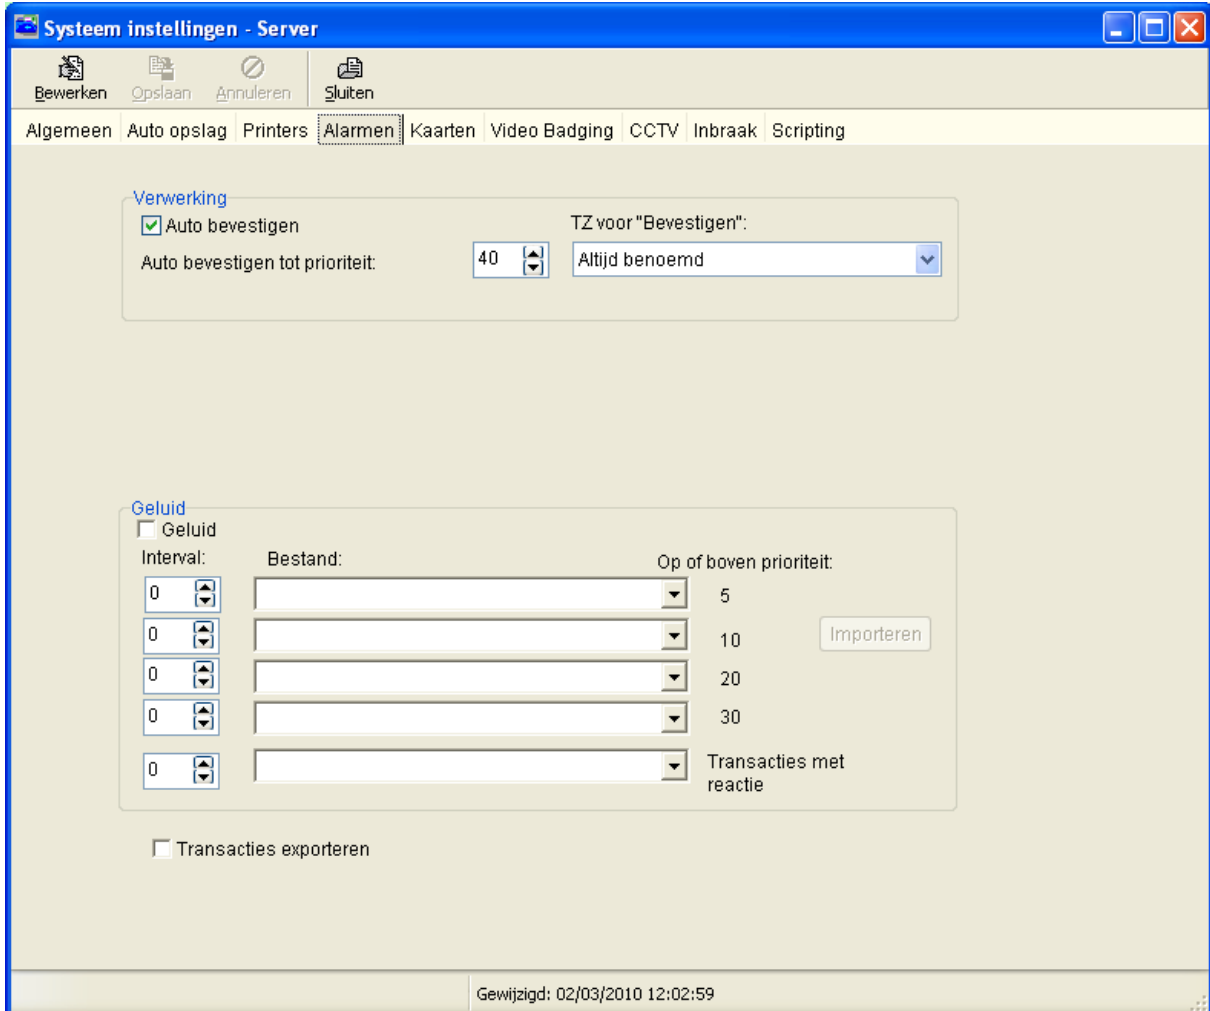 Systeem instellingen - Server
Bewerken Opslaan Annuleren Sluiten
Algemeen Auto opslag Printers Alarmen Kaarten Video Badging CCTV Inbraak Scripting
Verwerking
Auto bevestigen TZ voor "Bevestigen":
Auto bevestigen tot prioriteit: 40 Altijd benoemd
Geluid
Geluid
Interval: Bestand: Op of boven prioriteit:
0 5
0 10 Importeren
0 20
0 30
0 Transacties met
reactie
Transacties exporteren
Gewijzigd: 02/03/2010 12:02:59